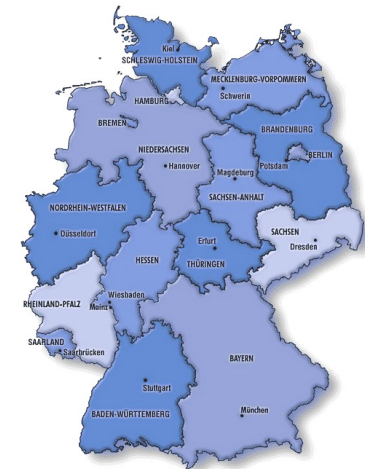 Kiel
SCHLESWIG-HOLSTEIN
MECKLENBURG-VORPOMMERN
Schwerin
HAMBURG
BREMEN
BRANDENBURG
NIEDERSACHSEN
BERLIN
Hannover
Potsdam
Magdeburg
SACHSEN-ANHALT
NORDRHEIN-WESTFALEN
Düsseldorf
SACHSEN
Dresden
Erfurt
THÜRINGEN
HESSEN
Wiesbaden
RHEINLAND-PFALZ
Mainz
SAARLAND
Saarbrücken
BAYERN
Stuttgart
BADEN-WÜRTTEMBERG
München